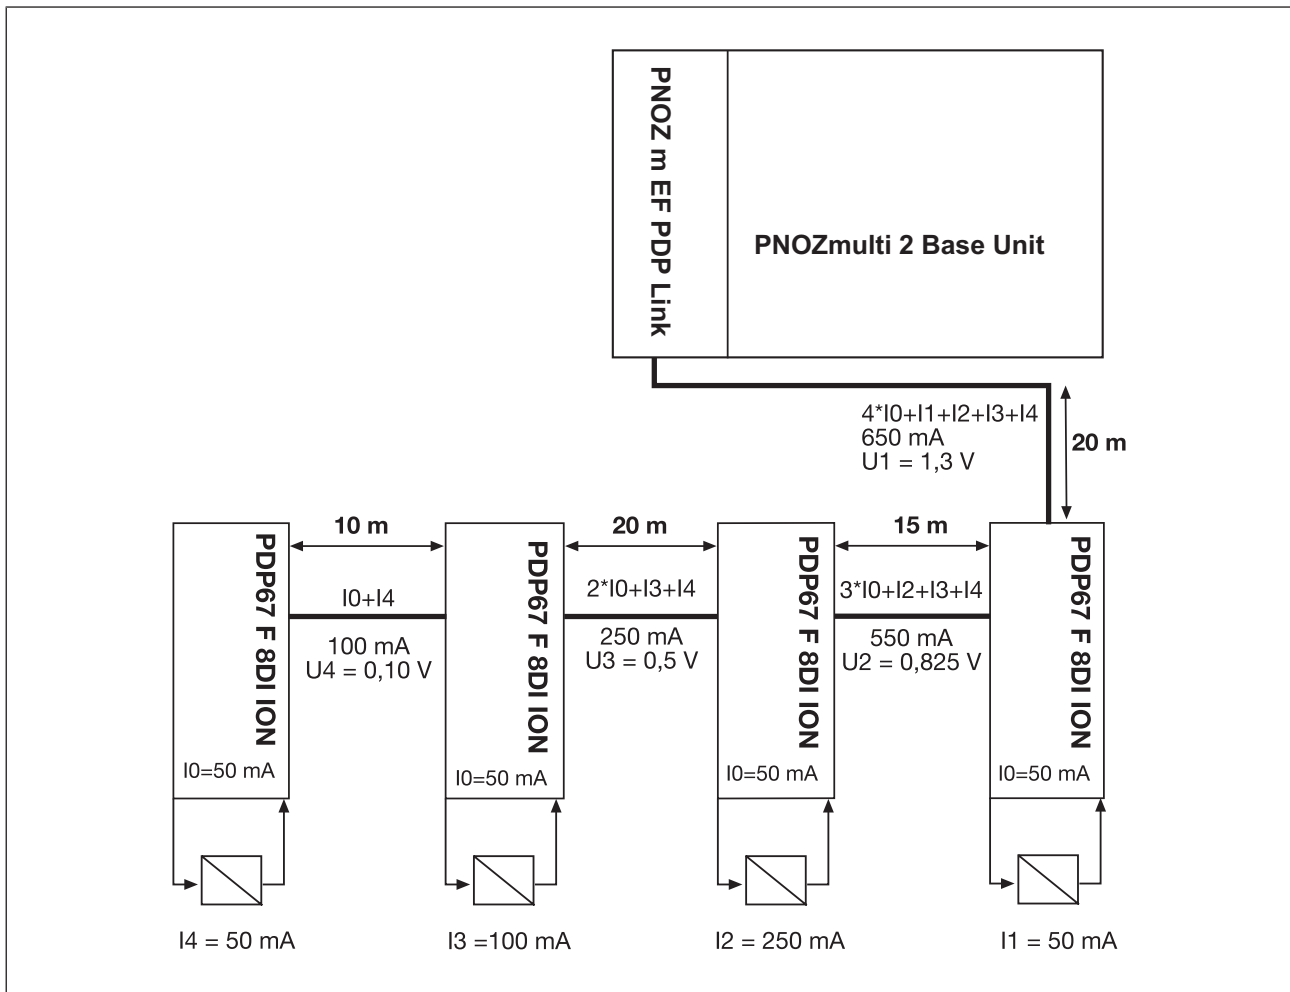 PNOZ m EF PDP Link
PNOZmulti 2 Base Unit
4*I0+I1+I2+I3+I4
650 mA
U1 = 1,3 V
20 m
10 m
20 m
15 m
PDP67 F 8DI ION
I0+I4
100 mA
U4 = 0,10 V
I0=50 mA
PDP67 F 8DI ION
2*I0+I3+I4
250 mA
U3 = 0,5 V
I0=50 mA
PDP67 F 8DI ION
3*I0+I2+I3+I4
550 mA
U2 = 0,825 V
I0=50 mA
PDP67 F 8DI ION
I0=50 mA
I4 = 50 mA
I3 =100 mA
I2 = 250 mA
I1 = 50 mA